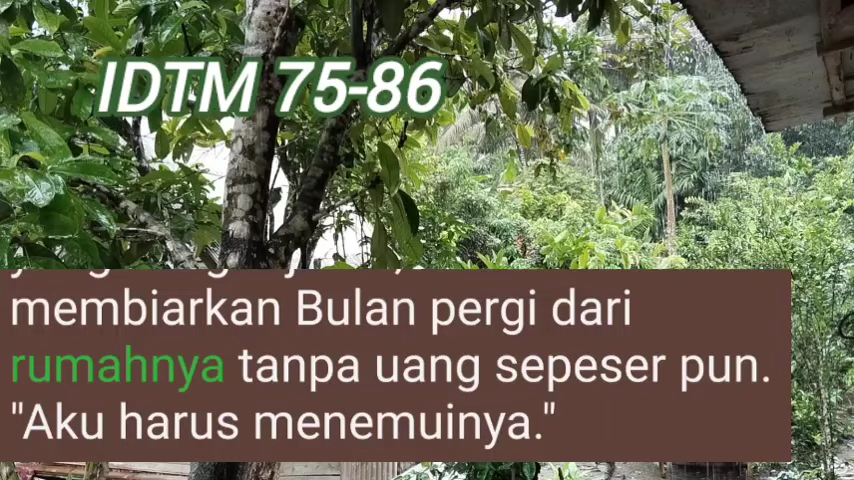 IDTM 75-86
membiarkan Bulan pergi dari
rumahnya tanpa uang sepeser pun.
"Aku harus menemuinya."